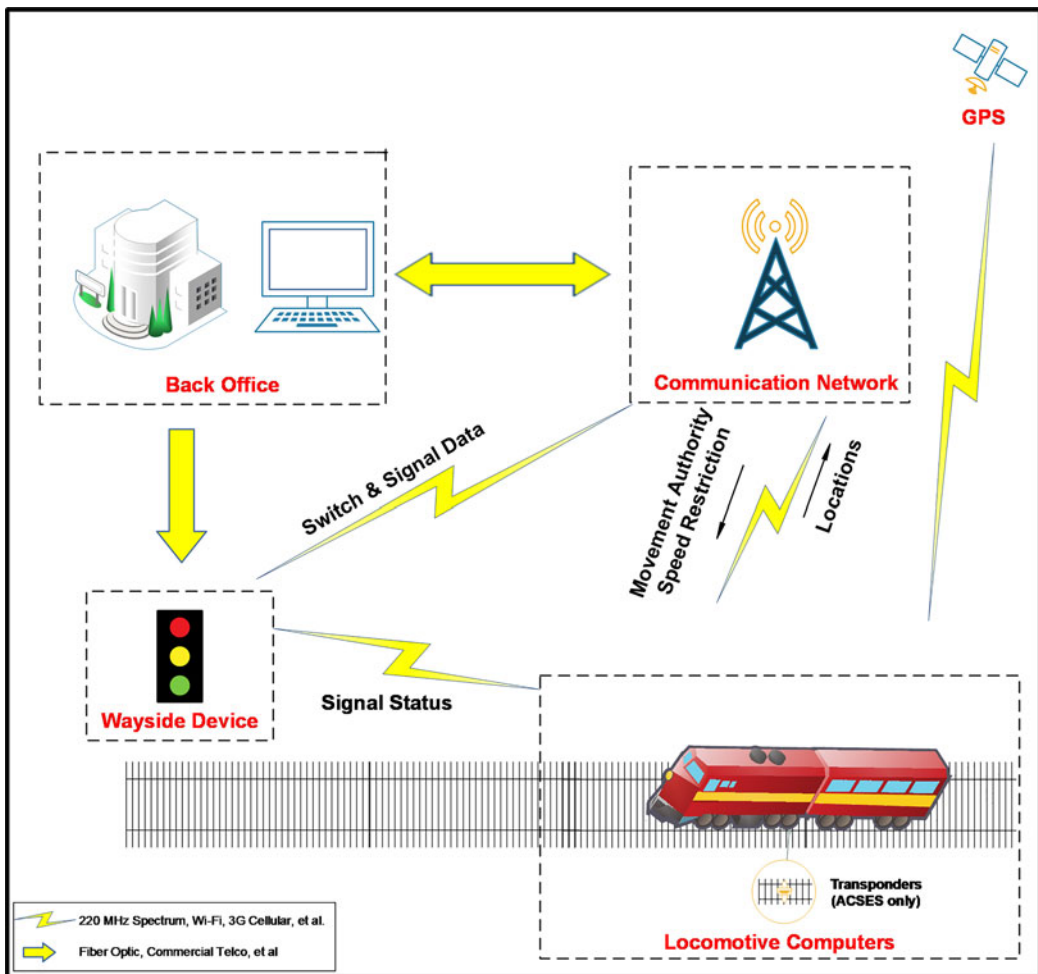 GPS
Back Office
Communication Network
Switch & Signal Data
Movement Authority
Speed Restriction
Locations
Wayside Device
Signal Status
Transponders
(ACSES only)
Locomotive Computers
220 MHz Spectrum, Wi-Fi, 3G Cellular, et al.
Fiber Optic, Commercial Telco, et al